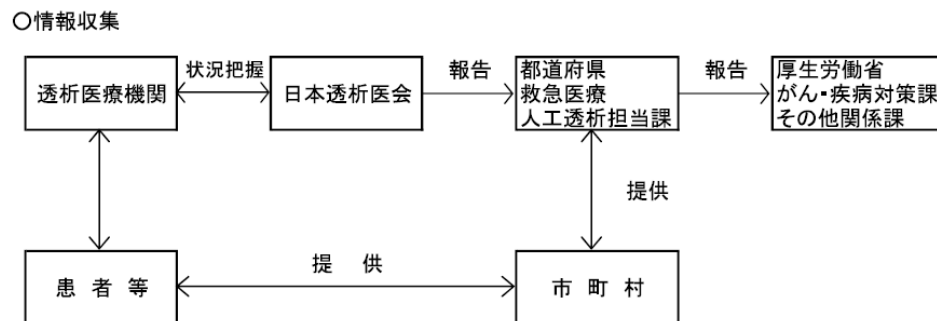 ○情報収集
透析医療機関
状況把握
日本透析医会
報告
都道府県
救急医療
人工透析担当課
報告
厚生労働省
がん・疾病対策課
その他関係課
提供
患者等
提 供
市町村